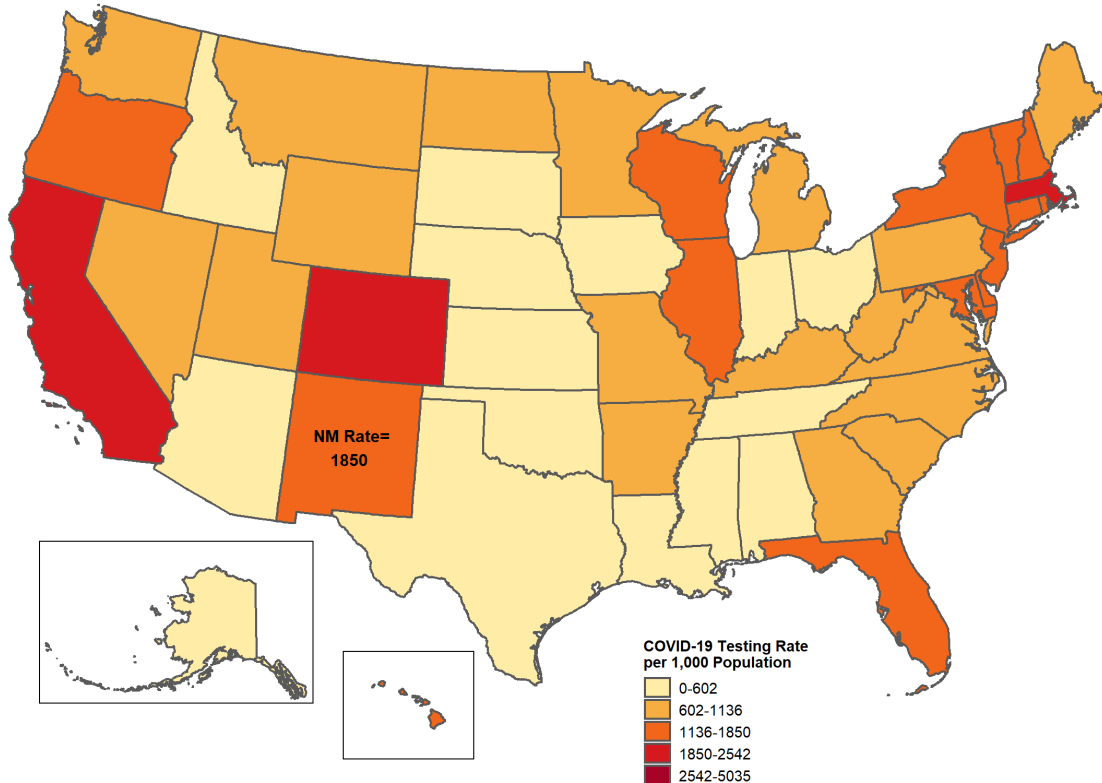 NM Rate=
1850
COVID-19 Testing Rate
per 1,000 Population
0-602
602-1136
1136-1850
1850-2542
2542-5035